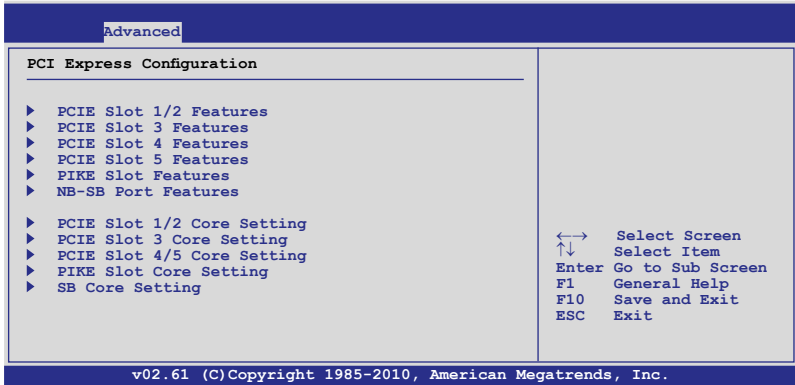 Advanced
PCI Express Configuration
PCIE Slot 1/2 Features
PCIE Slot 3 Features
PCIE Slot 4 Features
PCIE Slot 5 Features
PIKE Slot Features
NB-SB Port Features
PCIE Slot 1/2 Core Setting
PCIE Slot 3 Core Setting
PCIE Slot 4/5 Core Setting
PIKE Slot Core Setting
SB Core Setting
←→ Select Screen
↑↓ Select Item
Enter Go to Sub Screen
F1 General Help
F10 Save and Exit
ESC Exit
v02.61 (C)Copyright 1985-2010, American Megatrends, Inc.